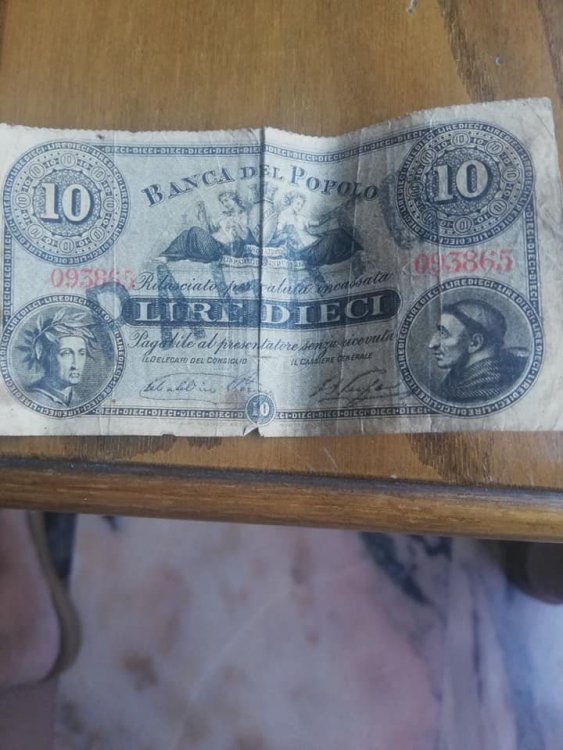 10
10
BANCA DEL POPOLO
093865
093865
Rilasciato per valuta incassata
LIRE DIECI
Pagabile al presentatore senza ricevuta
IL DELEGATO DEL CONSIGLIO
IL CASSIERE GENERALE
10